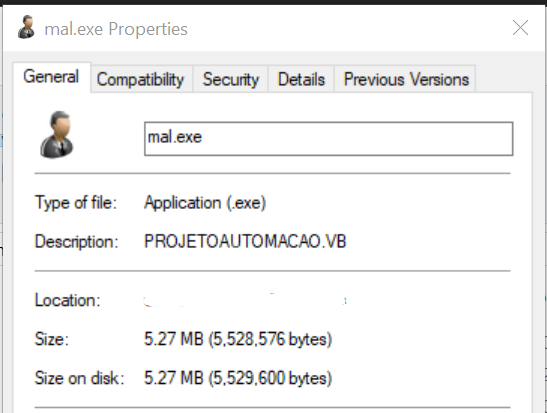 mal.exe Properties
General Compatibility Security Details Previous Versions
mal.exe
Type of file: Application (.exe)
Description: PROJETOAUTOMACAO.VB
Location:
Size: 5.27 MB (5,528,576 bytes)
Size on disk: 5.27 MB (5,529,600 bytes)